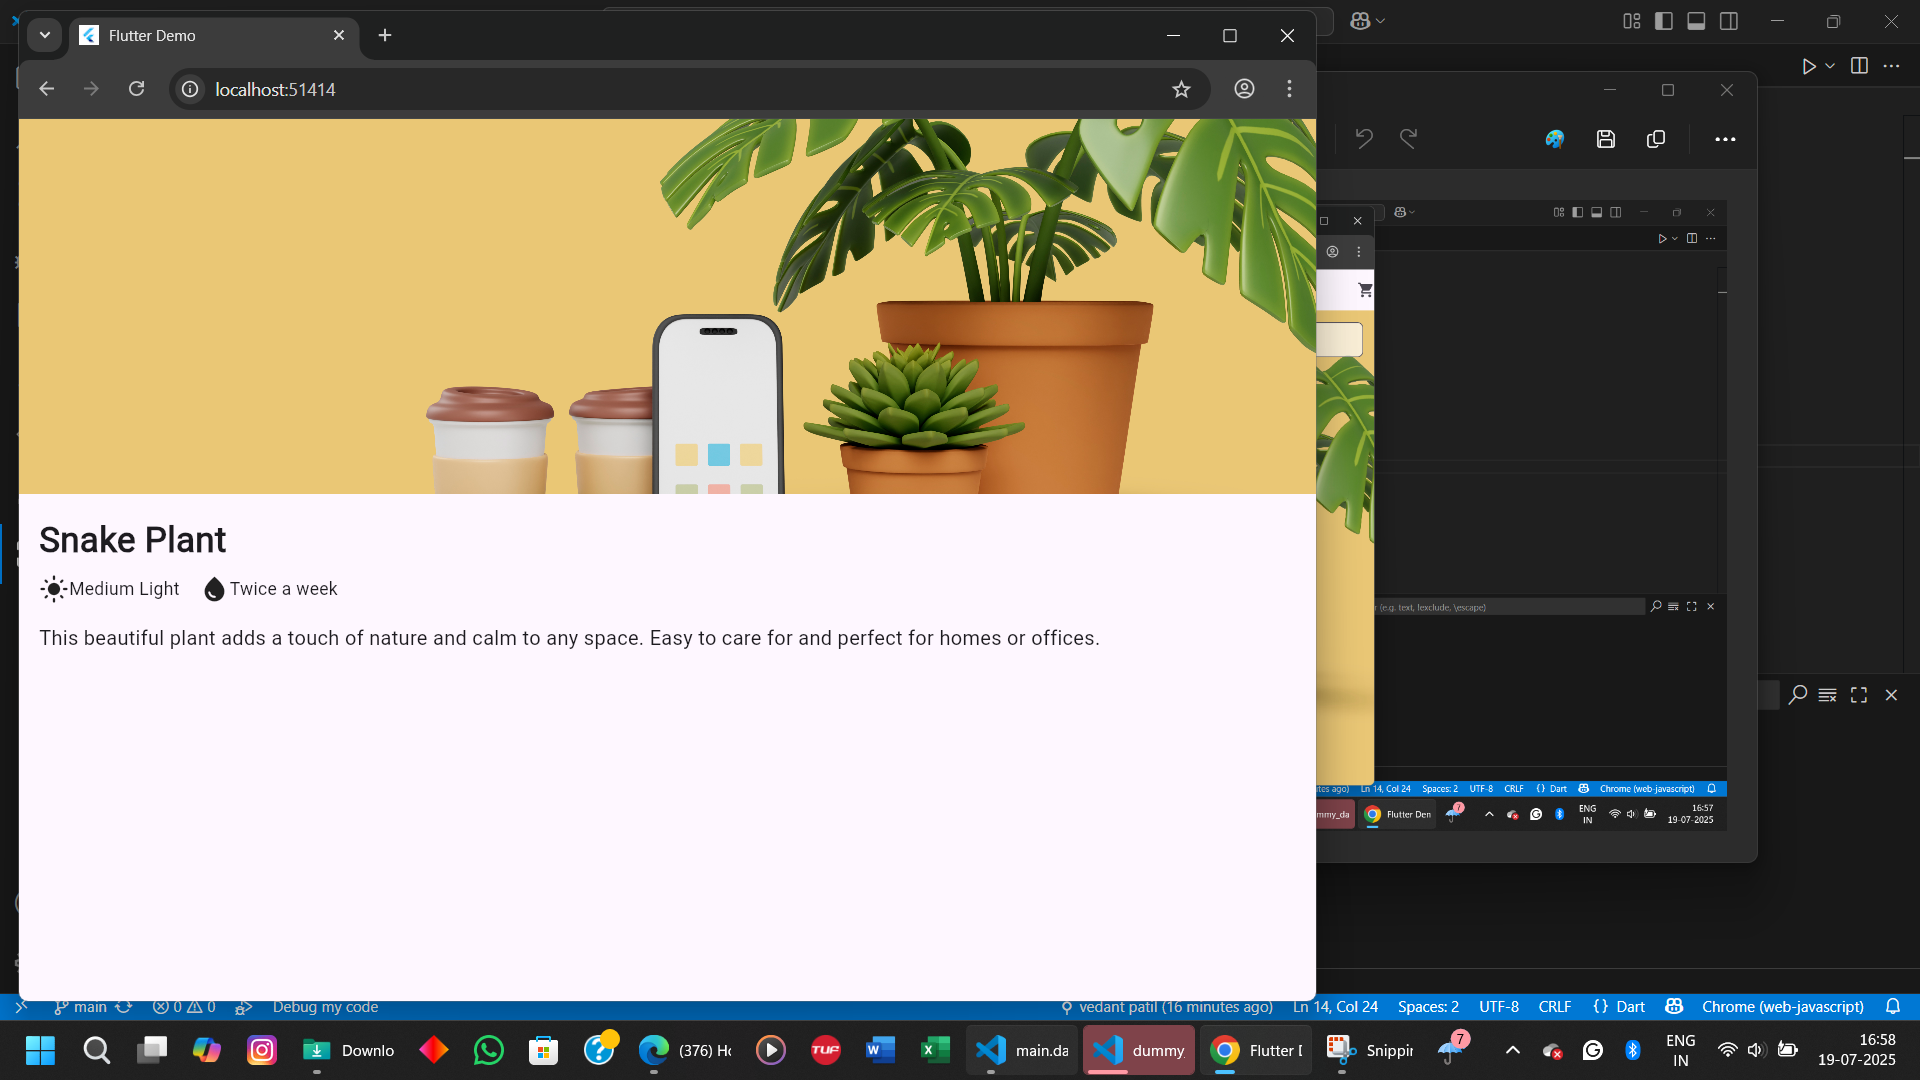 Flutter Demo
localhost:51414
Snake Plant
Medium Light Twice a week
This beautiful plant adds a touch of nature and calm to any space. Easy to care for and perfect for homes or offices.
r (e.g. text, !exclude, \escape)
Ln 14, Col 24 Spaces: 2 UTF-8 CRLF {} Dart Chrome (web-javascript)
mmy_da Flutter Den 7 ENG IN 16:57
19-07-2025
main 0 0 Debug my code vedant patil (16 minutes ago) Ln 14, Col 24 Spaces: 2 UTF-8 CRLF {} Dart Chrome (web-javascript)
Downlo (376) Ho TUF main.da dummy_ Flutter D Snippin 7 ENG IN 16:58
19-07-2025